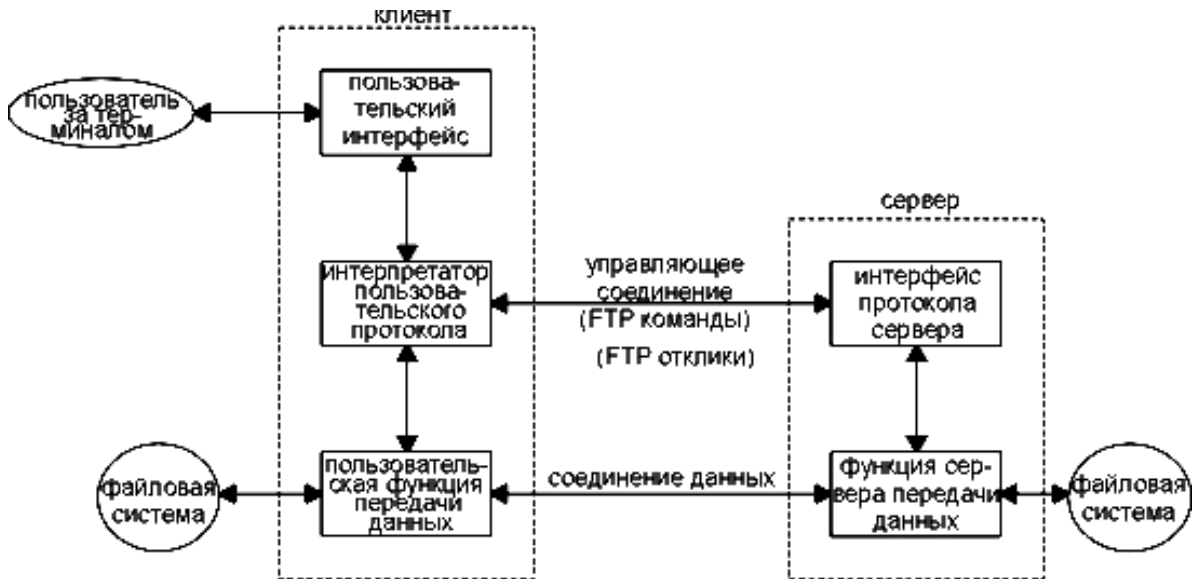 клиент
пользователь
за тер-
миналом
пользова-
тельский
интерфейс
сервер
интерпретатор
пользова-
тельского
протокола
управляющее
соединение
(FTP команды)
(FTP отклики)
интерфейс
протокола
сервера
файловая
система
пользователь-
ская функция
передачи
данных
соединение данных
функция сер-
вера передачи
данных
файловая
система